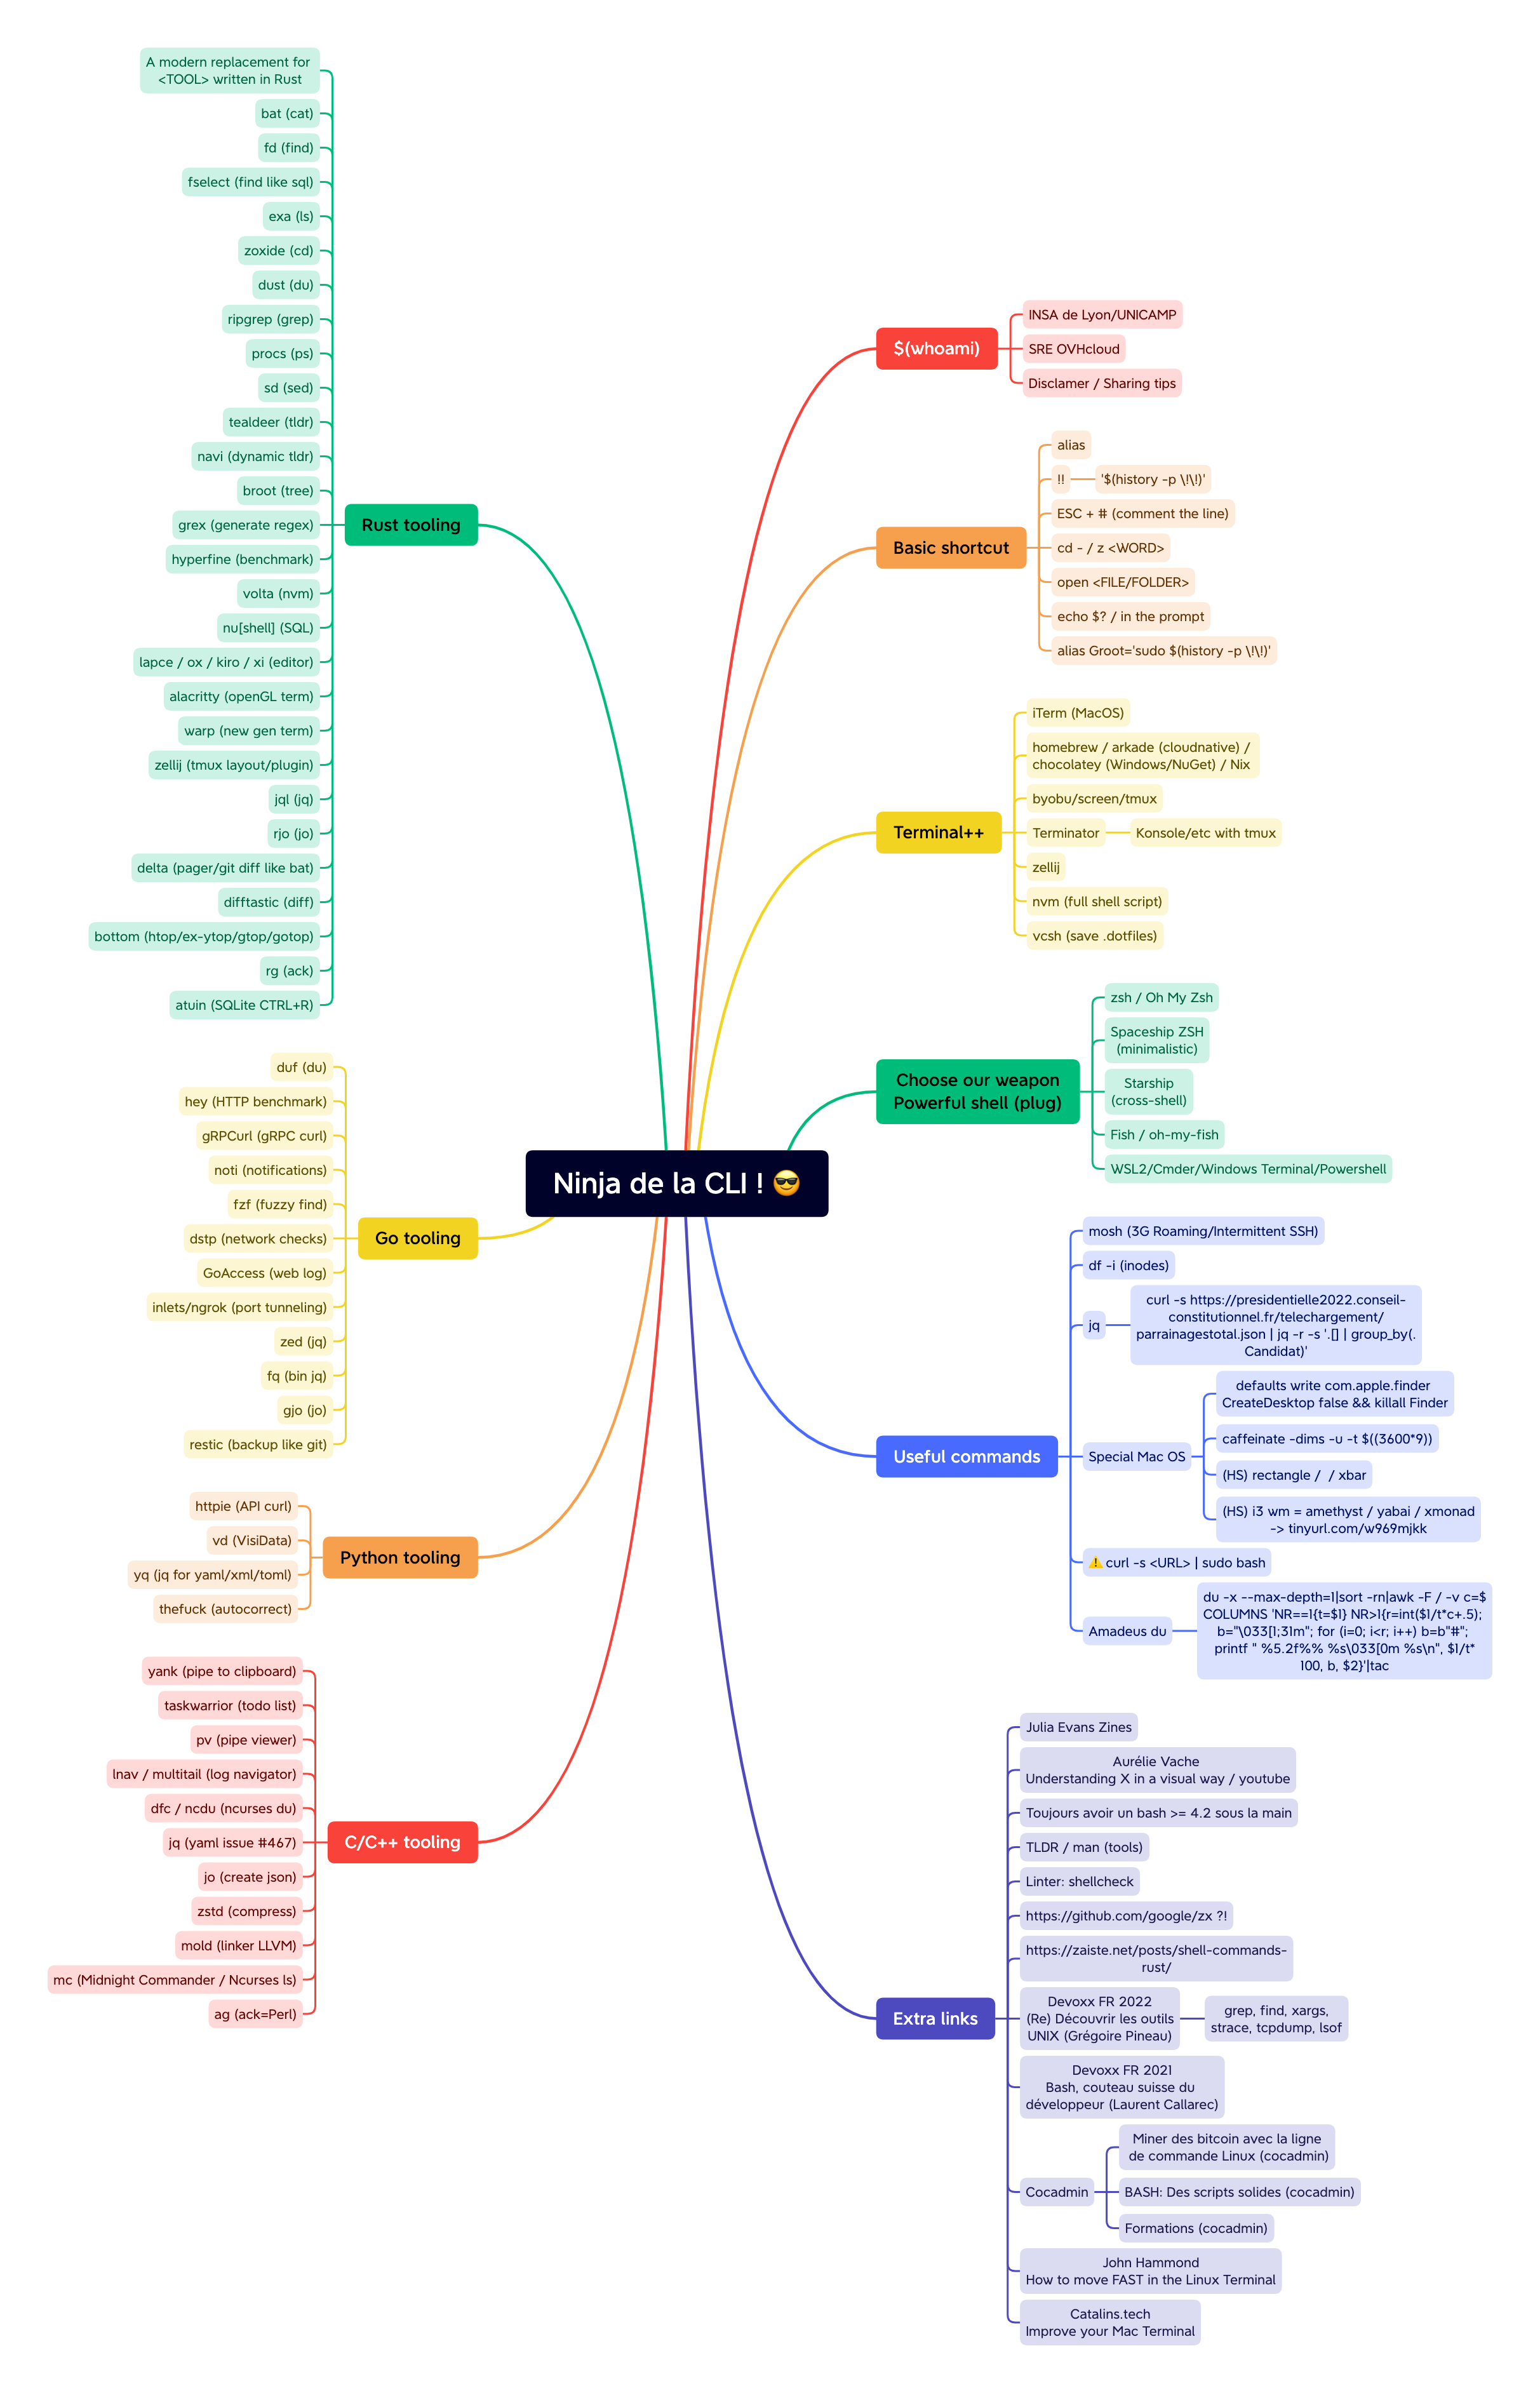 Ninja de la CLI ! 😎
$(whoami)
INSA de Lyon/UNICAMP
SRE OVHcloud
Disclamer / Sharing tips
Basic shortcut
alias
!!
'$(history -p \!\!)'
ESC + # (comment the line)
cd - / z <WORD>
open <FILE/FOLDER>
echo $? / in the prompt
alias Groot='sudo $(history -p \!\!)'
Terminal++
iTerm (MacOS)
homebrew / arkade (cloudnative) /
chocolatey (Windows/NuGet) / Nix
byobu/screen/tmux
Terminator
Konsole/etc with tmux
zellij
nvm (full shell script)
vcsh (save .dotfiles)
Choose our weapon
Powerful shell (plug)
zsh / Oh My Zsh
Spaceship ZSH
(minimalistic)
Starship
(cross-shell)
Fish / oh-my-fish
WSL2/Cmder/Windows Terminal/Powershell
Useful commands
mosh (3G Roaming/Intermittent SSH)
df -i (inodes)
jq
curl -s https://presidentielle2022.conseil-
constitutionnel.fr/telechargement/
parrainagestotal.json | jq -r -s '.[] | group_by(.
Candidat)'
Special Mac OS
defaults write com.apple.finder
CreateDesktop false && killall Finder
caffeinate -dims -u -t $((3600*9))
(HS) rectangle / / xbar
(HS) i3 wm = amethyst / yabai / xmonad
-> tinyurl.com/w969mjkk
⚠️ curl -s <URL> | sudo bash
Amadeus du
du -x --max-depth=1|sort -rn|awk -F / -v c=$
COLUMNS 'NR==1{t=$1} NR>1{r=int($1/t*c+.5);
b="\033[1;31m"; for (i=0; i<r; i++) b=b"#";
printf " %5.2f%% %s\033[0m %s\n", $1/t*
100, b, $2}'|tac
Extra links
Julia Evans Zines
Aurélie Vache
Understanding X in a visual way / youtube
Toujours avoir un bash >= 4.2 sous la main
TLDR / man (tools)
Linter: shellcheck
https://github.com/google/zx ?!
https://zaiste.net/posts/shell-commands-
rust/
Devoxx FR 2022
(Re) Découvrir les outils
UNIX (Grégoire Pineau)
grep, find, xargs,
strace, tcpdump, lsof
Devoxx FR 2021
Bash, couteau suisse du
développeur (Laurent Callarec)
Cocadmin
Miner des bitcoin avec la ligne
de commande Linux (cocadmin)
BASH: Des scripts solides (cocadmin)
Formations (cocadmin)
John Hammond
How to move FAST in the Linux Terminal
Catalins.tech
Improve your Mac Terminal
Rust tooling
A modern replacement for
<TOOL> written in Rust
bat (cat)
fd (find)
fselect (find like sql)
exa (ls)
zoxide (cd)
dust (du)
ripgrep (grep)
procs (ps)
sd (sed)
tealdeer (tldr)
navi (dynamic tldr)
broot (tree)
grex (generate regex)
hyperfine (benchmark)
volta (nvm)
nu[shell] (SQL)
lapce / ox / kiro / xi (editor)
alacritty (openGL term)
warp (new gen term)
zellij (tmux layout/plugin)
jql (jq)
rjo (jo)
delta (pager/git diff like bat)
difftastic (diff)
bottom (htop/ex-ytop/gtop/gotop)
rg (ack)
atuin (SQLite CTRL+R)
Go tooling
duf (du)
hey (HTTP benchmark)
gRPCurl (gRPC curl)
noti (notifications)
fzf (fuzzy find)
dstp (network checks)
GoAccess (web log)
inlets/ngrok (port tunneling)
zed (jq)
fq (bin jq)
gjo (jo)
restic (backup like git)
Python tooling
httpie (API curl)
vd (VisiData)
yq (jq for yaml/xml/toml)
thefuck (autocorrect)
C/C++ tooling
yank (pipe to clipboard)
taskwarrior (todo list)
pv (pipe viewer)
lnav / multitail (log navigator)
dfc / ncdu (ncurses du)
jq (yaml issue #467)
jo (create json)
zstd (compress)
mold (linker LLVM)
mc (Midnight Commander / Ncurses ls)
ag (ack=Perl)